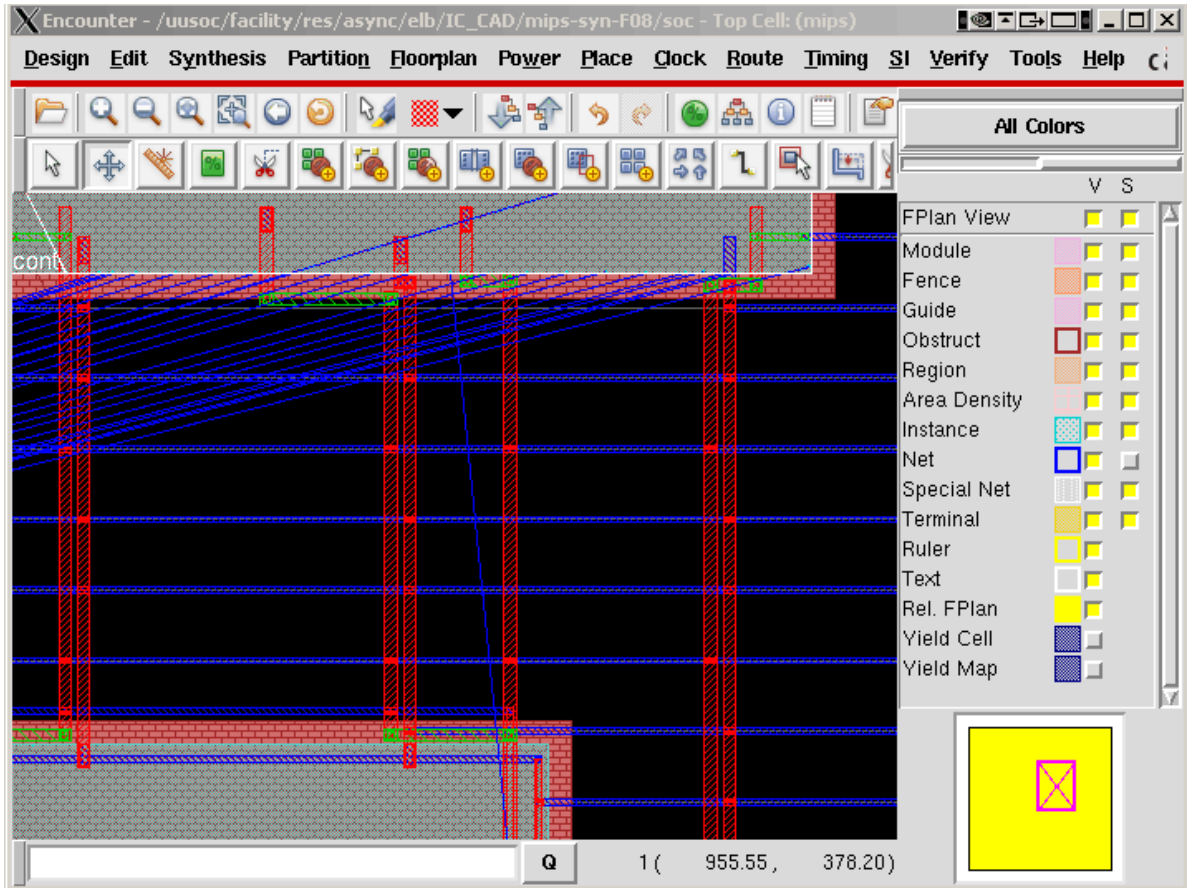 Encounter - /uusoc/facility/res/async/elb/IC_CAD/mips-syn-F08/soc - Top Cell: (mips)
Design Edit Synthesis Partition Floorplan Power Place Clock Route Timing SI Verify Tools Help
All Colors
V S
FPlan View
Module
Fence
Guide
Obstruct
Region
Area Density
Instance
Net
Special Net
Terminal
Ruler
Text
Rel. FPlan
Yield Cell
Yield Map
cont
Q 1 ( 955.55, 378.20)